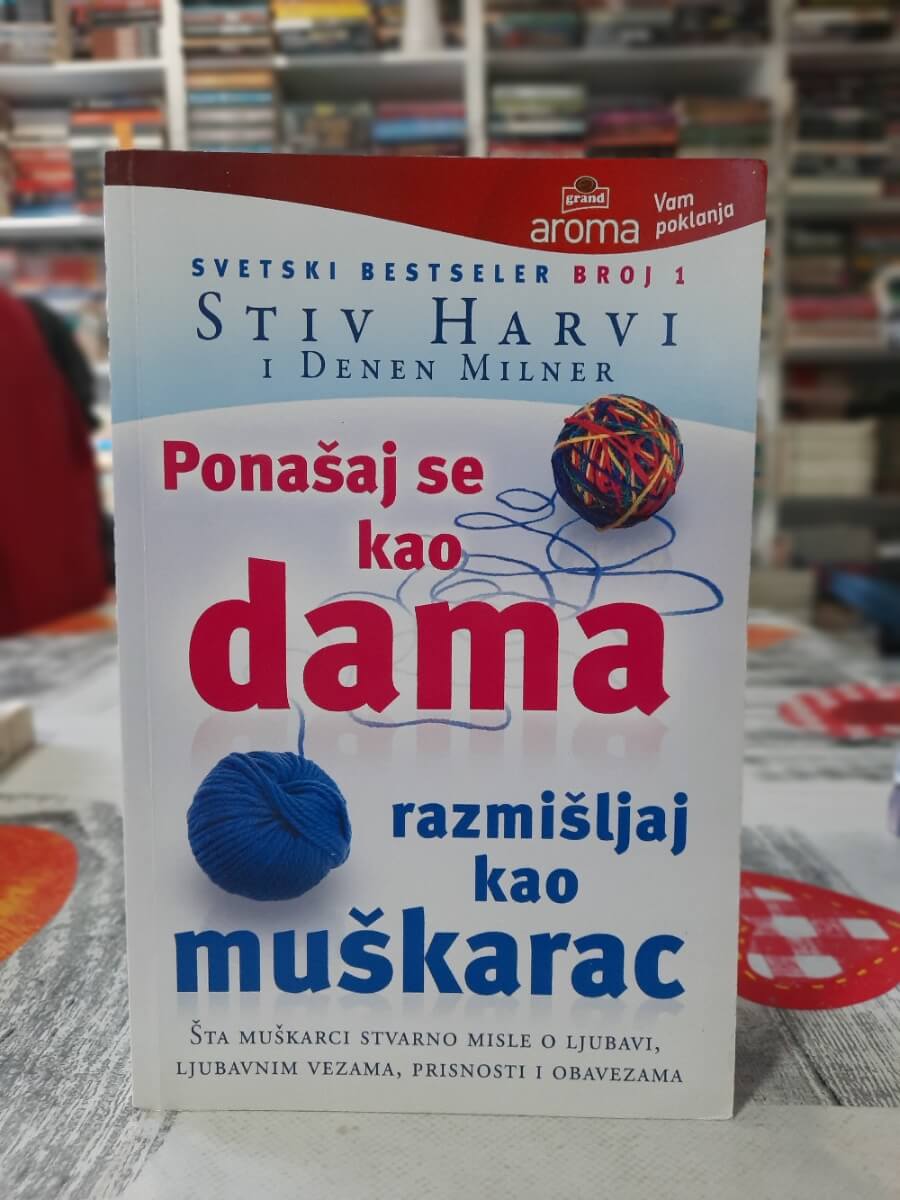 grand
aroma
Vam
poklanja
SVETSKI BESTSELER BROJ 1
STIV HARVI
I DENEN MILNER
Ponašaj se
kao
dama
razmišljaj
kao
muškarac
ŠTA MUŠKARCI STVARNO MISLE O LJUBAVI,
LJUBAVNIM VEZAMA, PRISNOSTI I OBAVEZAMA